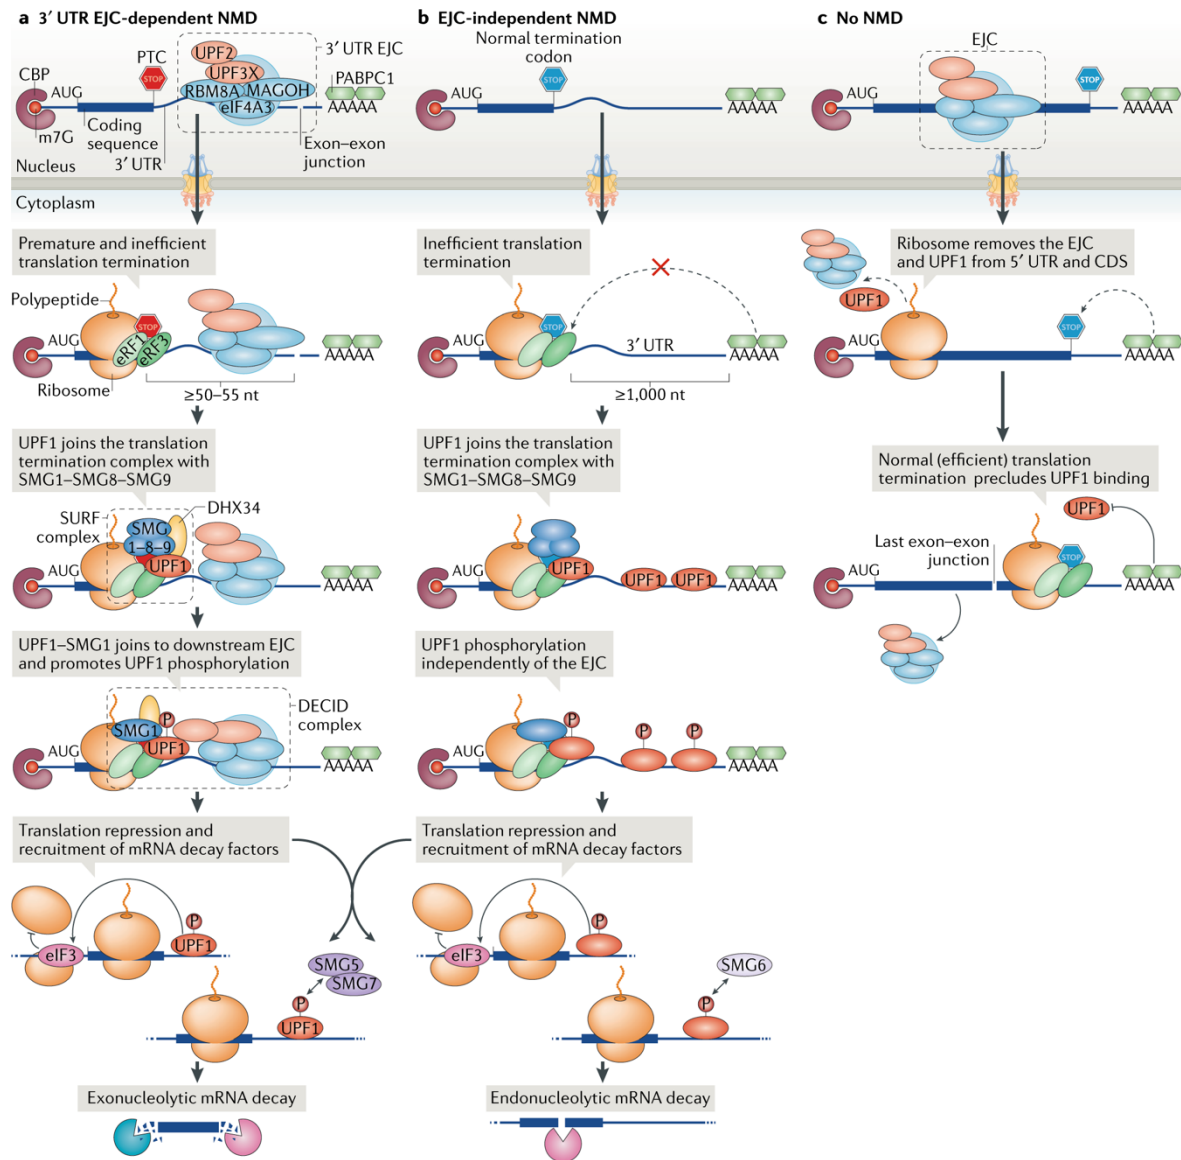 a 3′ UTR EJC-dependent NMD
CBP
AUG
PTC
STOP
UPF2
UPF3X
RBM8A
MAGOH
eIF4A3
3′ UTR EJC
PABPC1
AAAAA
m7G
Coding
sequence
3′ UTR
Exon–exon
junction
Nucleus
Cytoplasm
Premature and inefficient
translation termination
Polypeptide
AUG
STOP
eRF1
eRF3
AAAAA
Ribosome
≥50–55 nt
UPF1 joins the translation
termination complex with
SMG1–SMG8–SMG9
SURF
complex
DHX34
SMG
1–8–9
UPF1
AUG
AAAAA
UPF1–SMG1 joins to downstream EJC
and promotes UPF1 phosphorylation
DECID
complex
SMG1
P
UPF1
AUG
AAAAA
Translation repression and
recruitment of mRNA decay factors
P
UPF1
eIF3
SMG5
SMG7
P
UPF1
Exonucleolytic mRNA decay
b EJC-independent NMD
Normal termination
codon
STOP
AUG
AAAAA
Inefficient translation
termination
AUG
STOP
3′ UTR
AAAAA
≥1,000 nt
UPF1 joins the translation
termination complex with
SMG1–SMG8–SMG9
AUG
UPF1
UPF1
UPF1
AAAAA
UPF1 phosphorylation
independently of the EJC
AUG
P
P
P
AAAAA
Translation repression and
recruitment of mRNA decay factors
P
eIF3
SMG6
P
Endonucleolytic mRNA decay
c No NMD
EJC
AUG
STOP
AAAAA
Ribosome removes the EJC
and UPF1 from 5′ UTR and CDS
UPF1
AUG
STOP
AAAAA
Normal (efficient) translation
termination precludes UPF1 binding
UPF1
Last exon–exon
junction
STOP
AUG
AAAAA